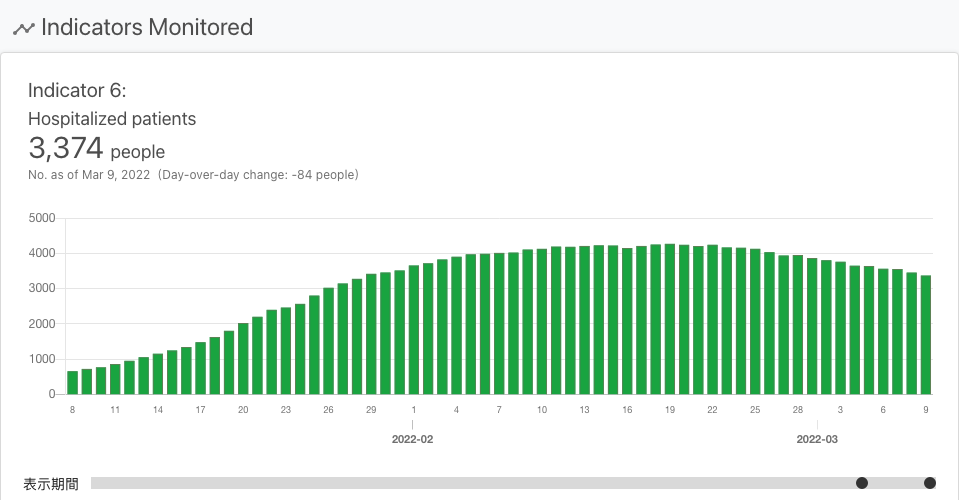 Indicators Monitored
Indicator 6:
Hospitalized patients
3,374 people
No. as of Mar 9, 2022 (Day-over-day change: -84 people)
5000
4000
3000
2000
1000
0
8 11 14 17 20 23 26 29 1 4 7 10 13 16 19 22 25 28 3 6 9
2022-02 2022-03
表示期間